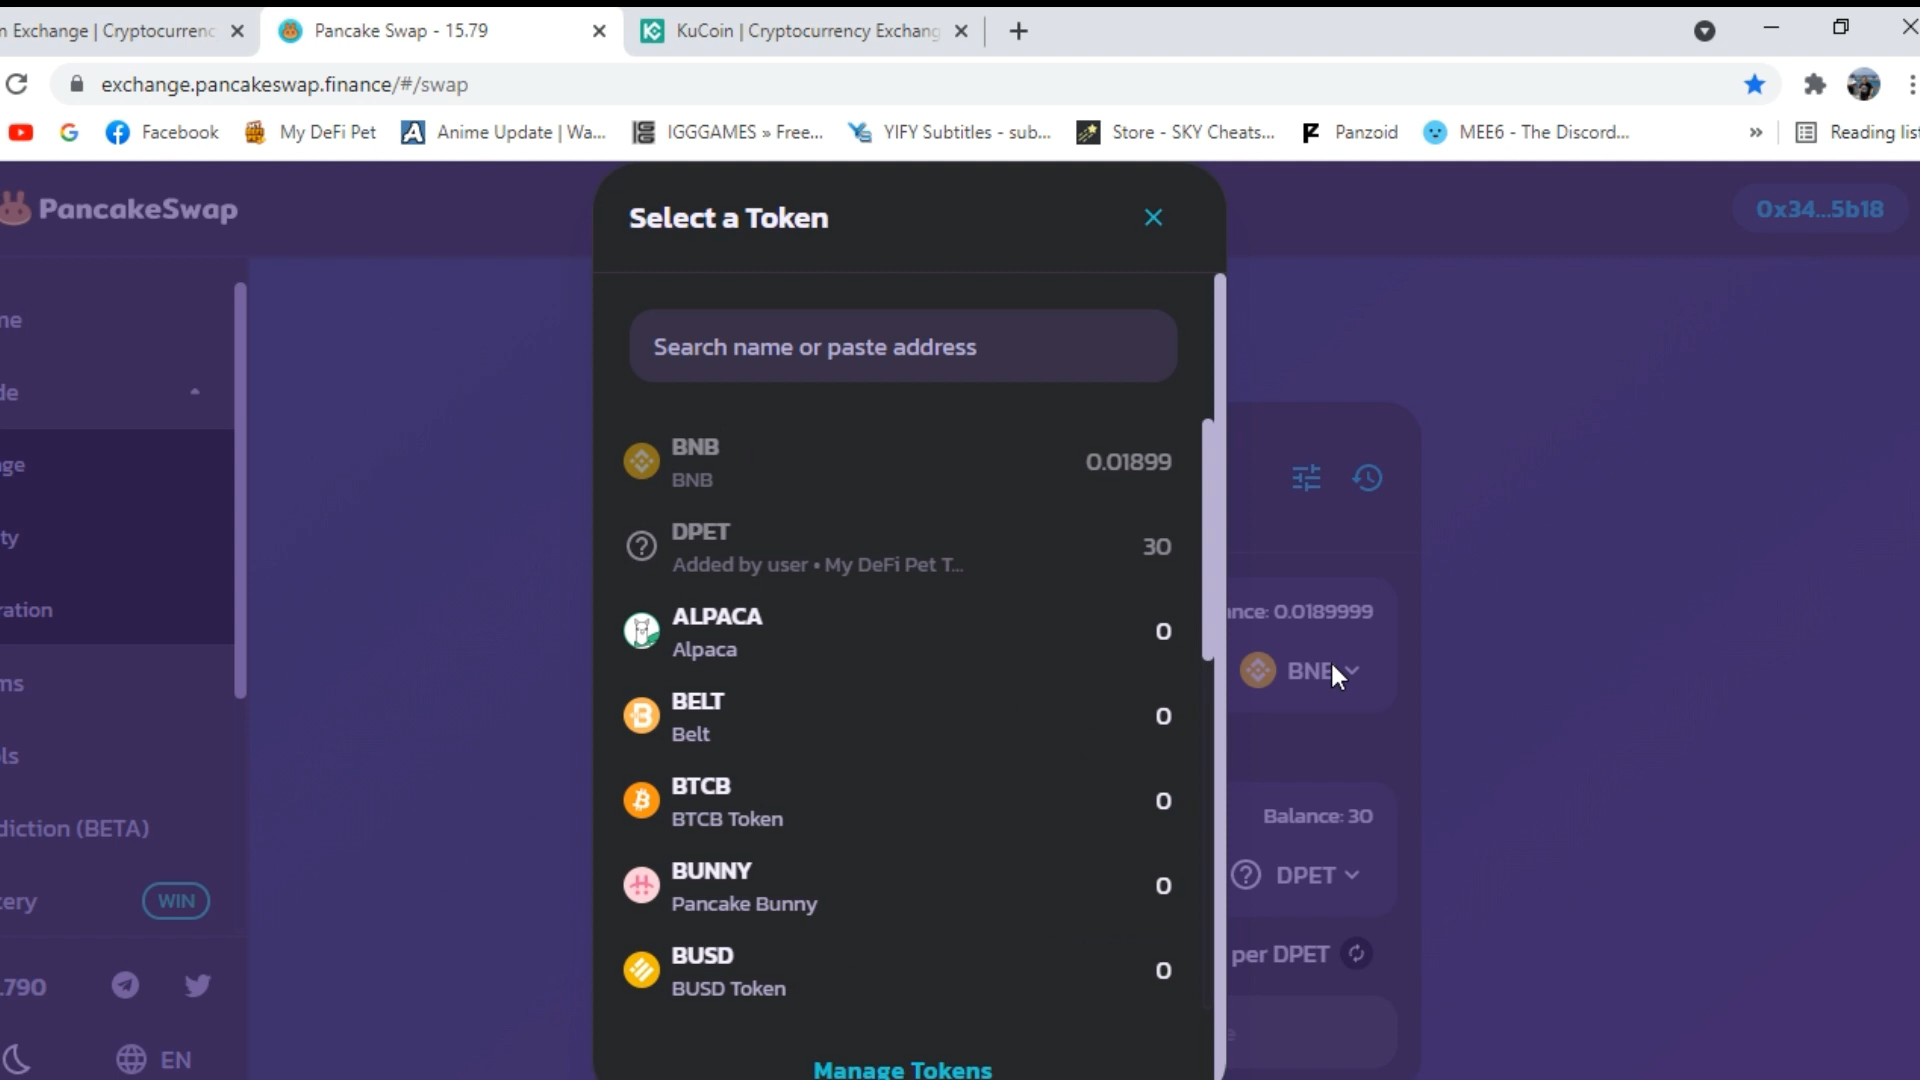 n Exchange | Cryptocurrenc
Pancake Swap - 15.79
KuCoin | Cryptocurrency Exchang
exchange.pancakeswap.finance/#/swap
Facebook
My DeFi Pet
Anime Update | Wa...
IGGGAMES » Free...
YIFY Subtitles - sub...
Store - SKY Cheats...
Panzoid
MEE6 - The Discord...
»
Reading list
PancakeSwap
0x34...5b18
Select a Token
Search name or paste address
BNB
BNB
0.01899
DPET
Added by user • My DeFi Pet T...
30
ALPACA
Alpaca
0
BELT
Belt
0
BTCB
BTCB Token
0
BUNNY
Pancake Bunny
0
BUSD
BUSD Token
0
Manage Tokens
me
de
nge
ty
ration
ms
ls
diction (BETA)
tery
WIN
.790
EN
nce: 0.0189999
BNB
Balance: 30
DPET
per DPET